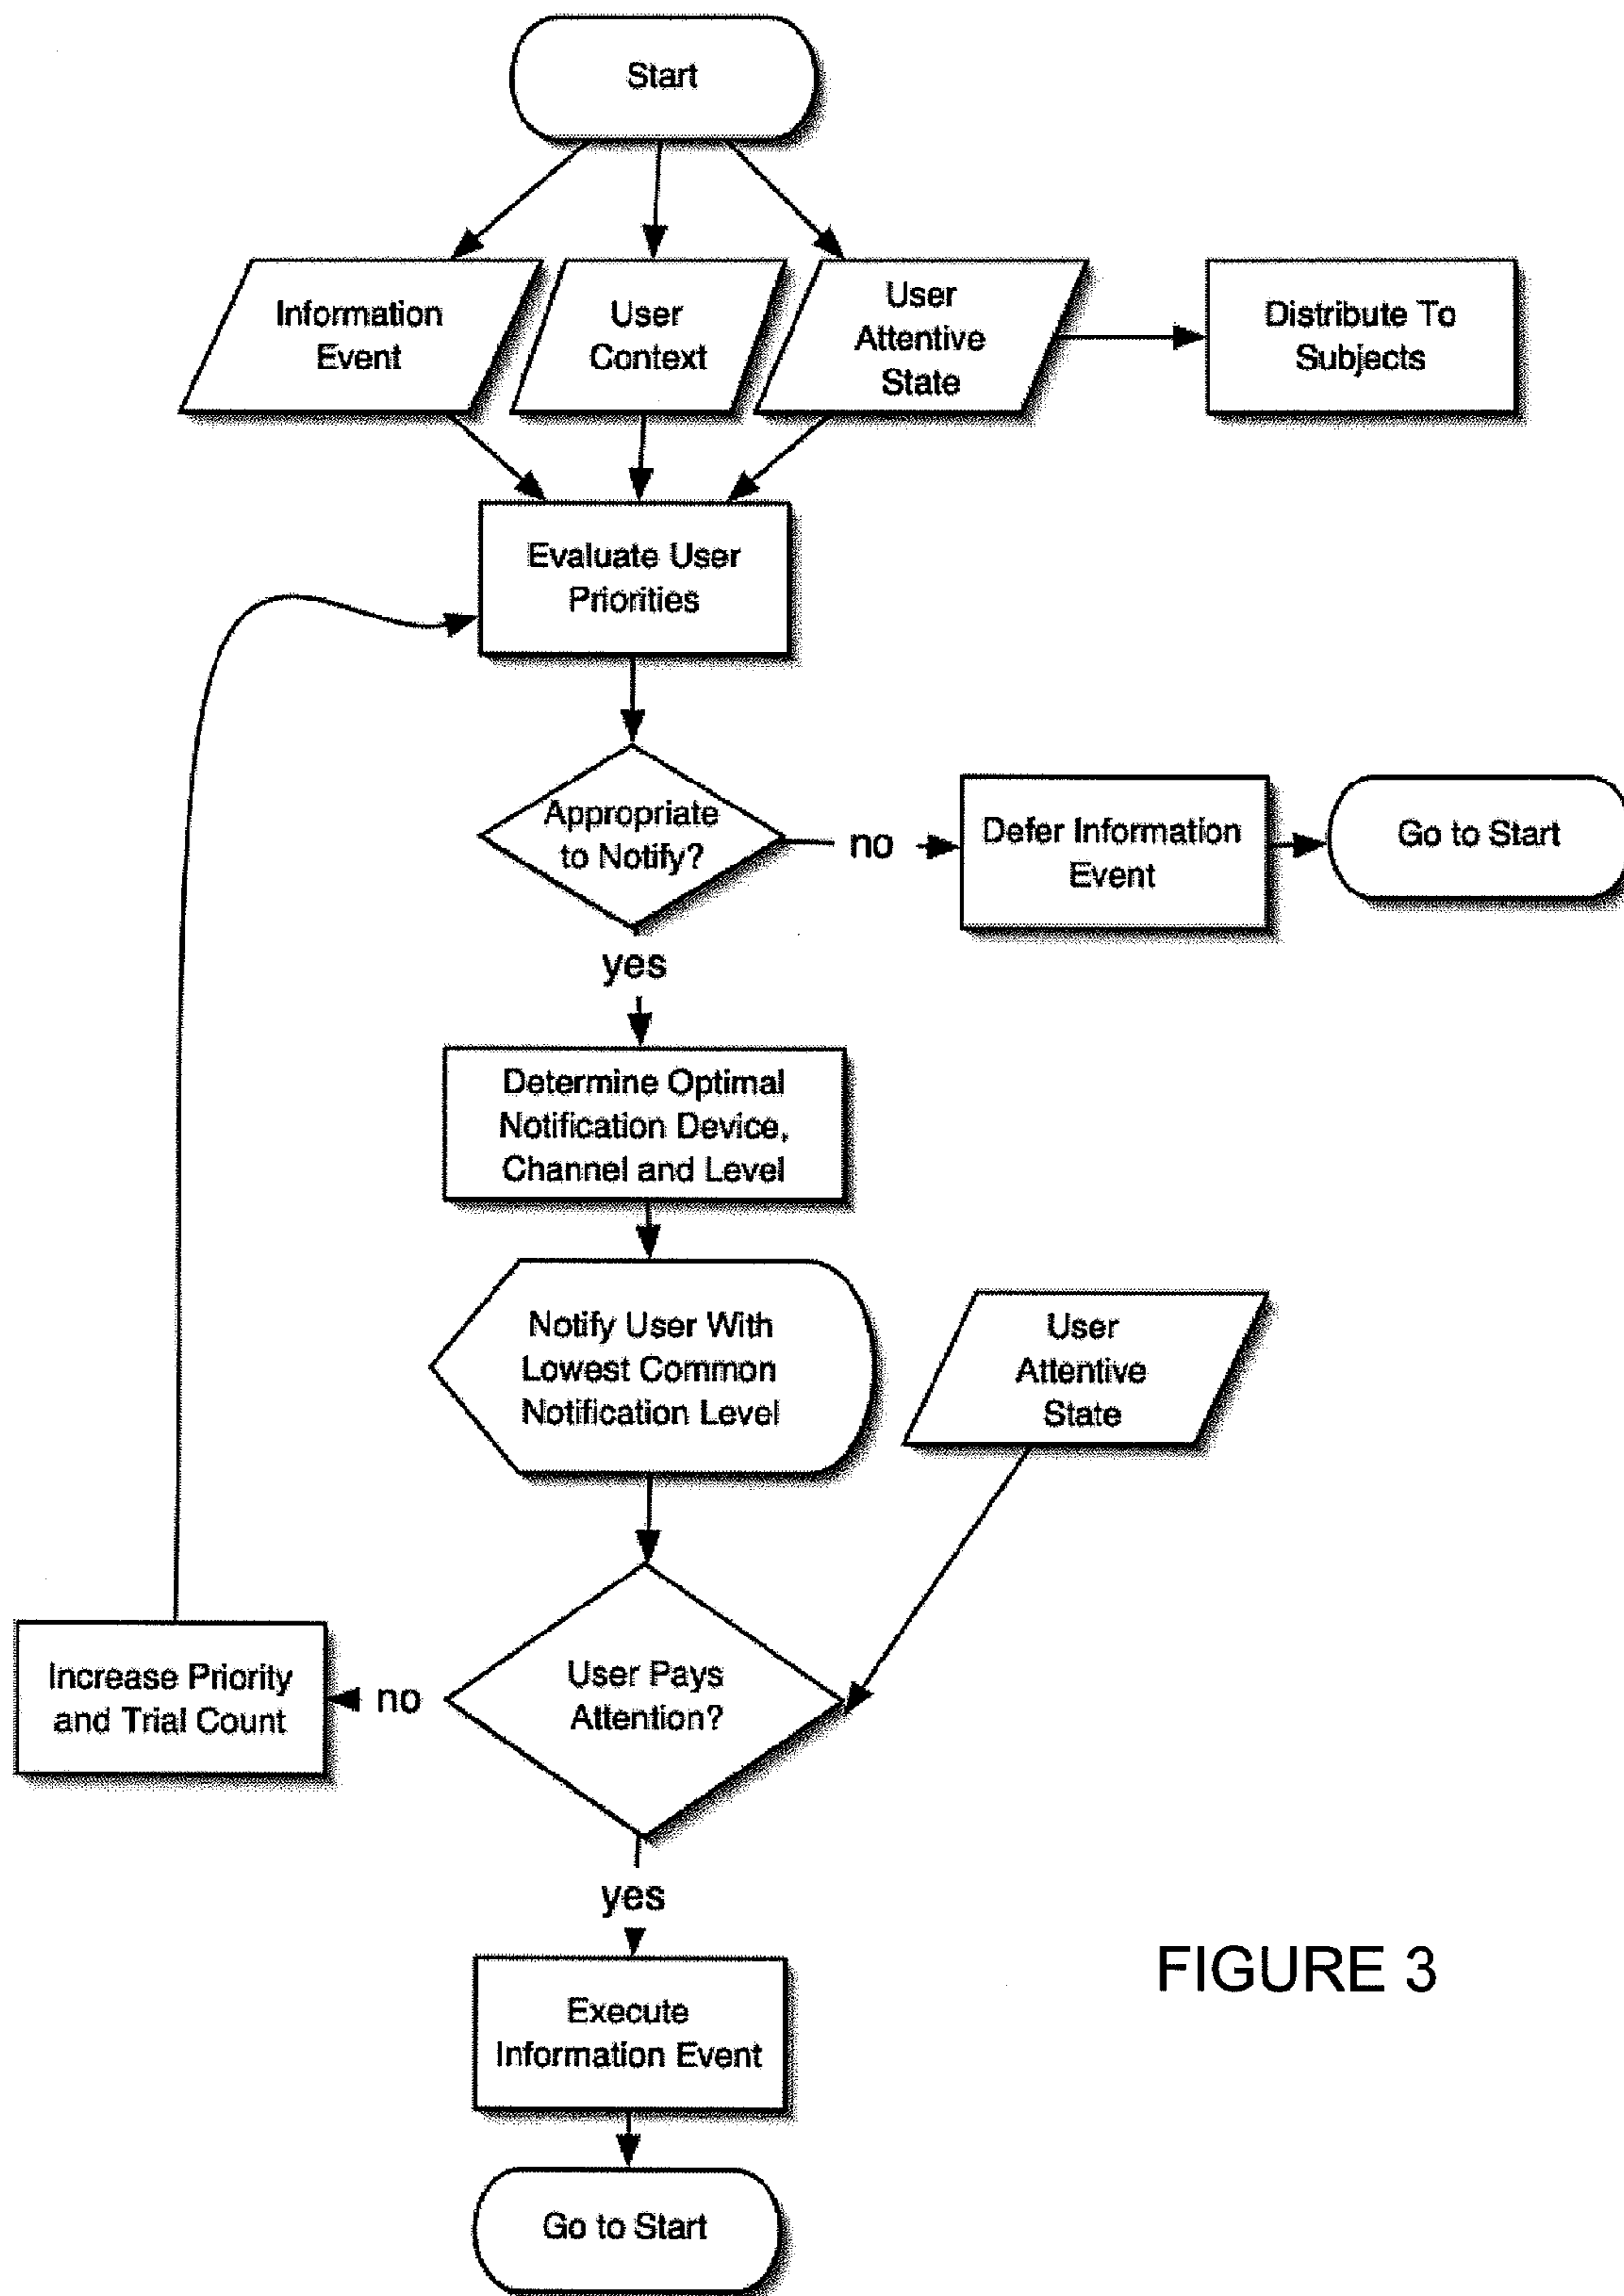 Start
Information
Event
User
Context
User
Attentive
State
Distribute To
Subjects
Evaluate User
Priorities
Appropriate
to Notify?
no
Defer Information
Event
Go to Start
yes
Determine Optimal
Notification Device,
Channel and Level
Notify User With
Lowest Common
Notification Level
User
Attentive
State
User Pays
Attention?
no
Increase Priority
and Trial Count
yes
Execute
Information Event
Go to Start
FIGURE 3